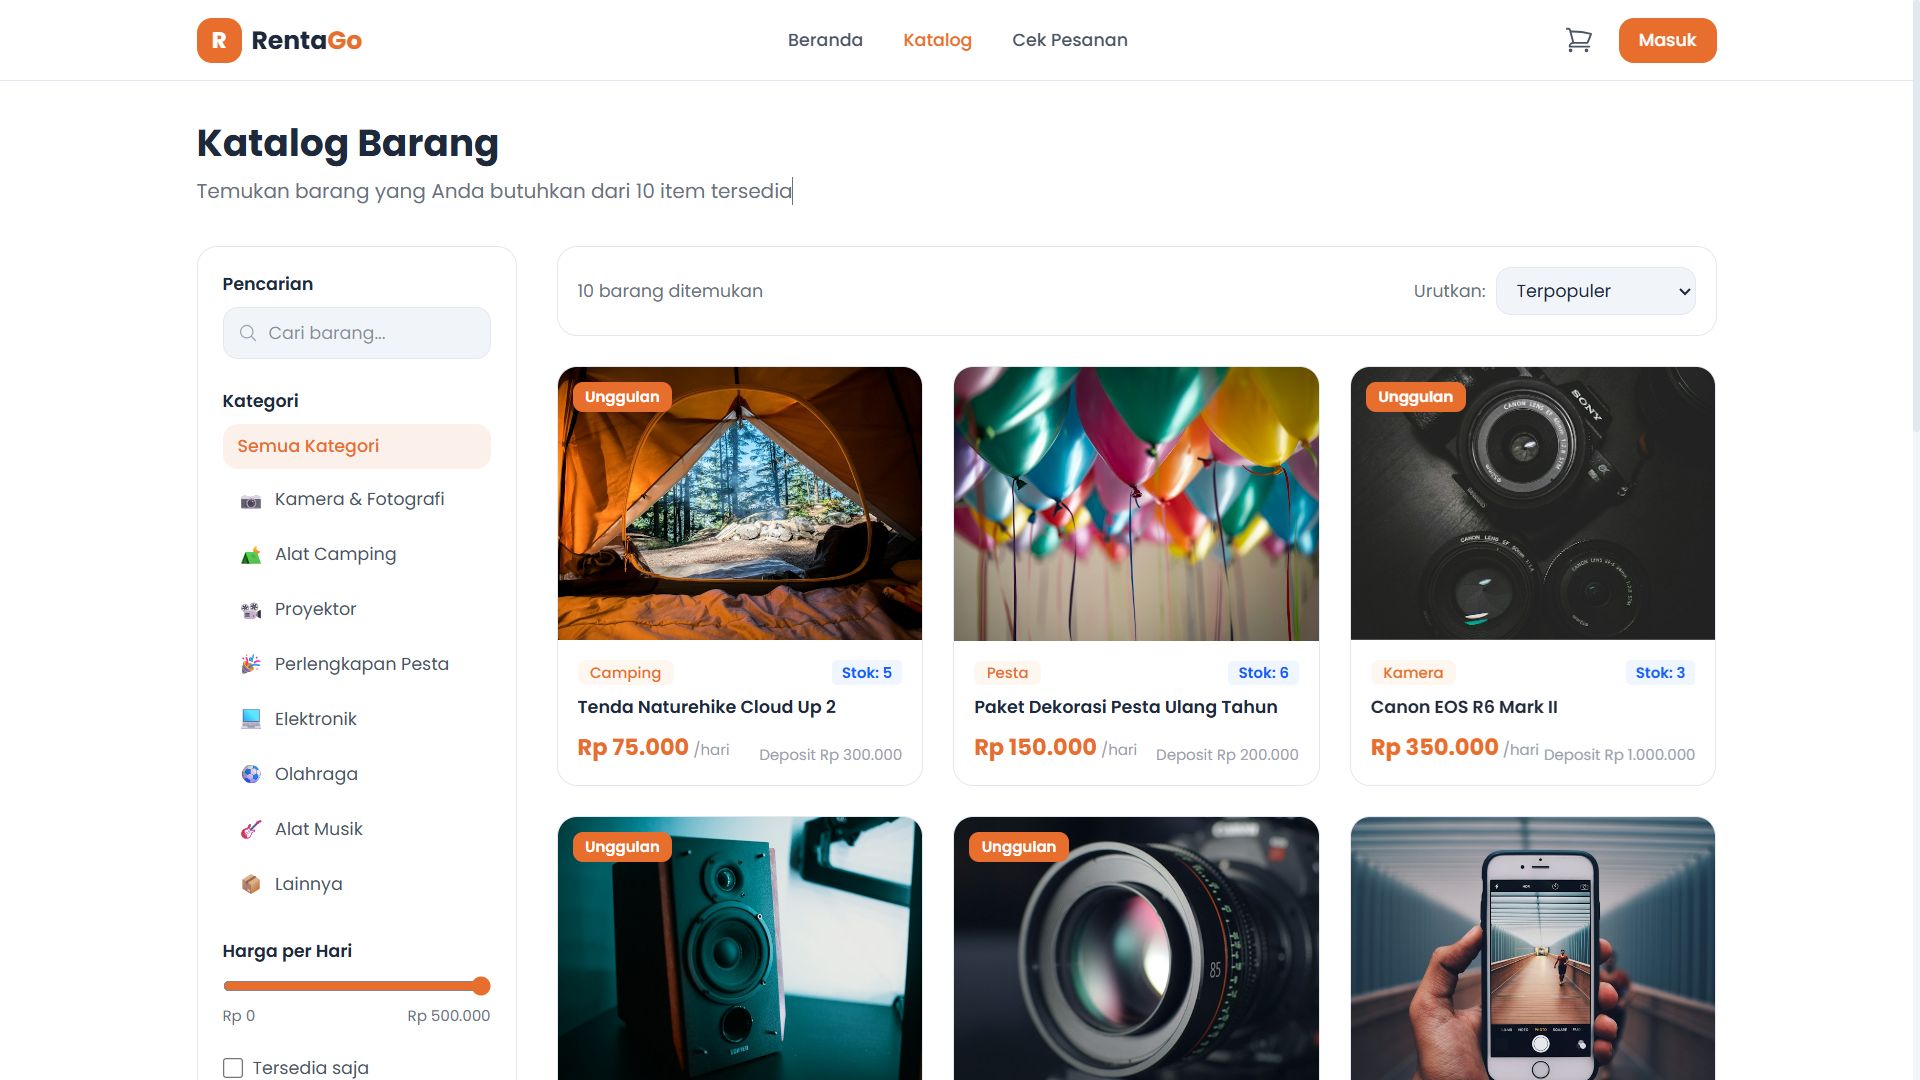 R RentaGo
Beranda
Katalog
Cek Pesanan
Masuk
Katalog Barang
Temukan barang yang Anda butuhkan dari 10 item tersedia
Pencarian
Cari barang...
Kategori
Semua Kategori
Kamera & Fotografi
Alat Camping
Proyektor
Perlengkapan Pesta
Elektronik
Olahraga
Alat Musik
Lainnya
Harga per Hari
Rp 0
Rp 500.000
Tersedia saja
10 barang ditemukan
Urutkan:
Terpopuler
Unggulan
Camping
Stok: 5
Tenda Naturehike Cloud Up 2
Rp 75.000 /hari
Deposit Rp 300.000
Pesta
Stok: 6
Paket Dekorasi Pesta Ulang Tahun
Rp 150.000 /hari
Deposit Rp 200.000
Unggulan
SONY
Kamera
Stok: 3
Canon EOS R6 Mark II
Rp 350.000 /hari
Deposit Rp 1.000.000
Unggulan
Unggulan
85